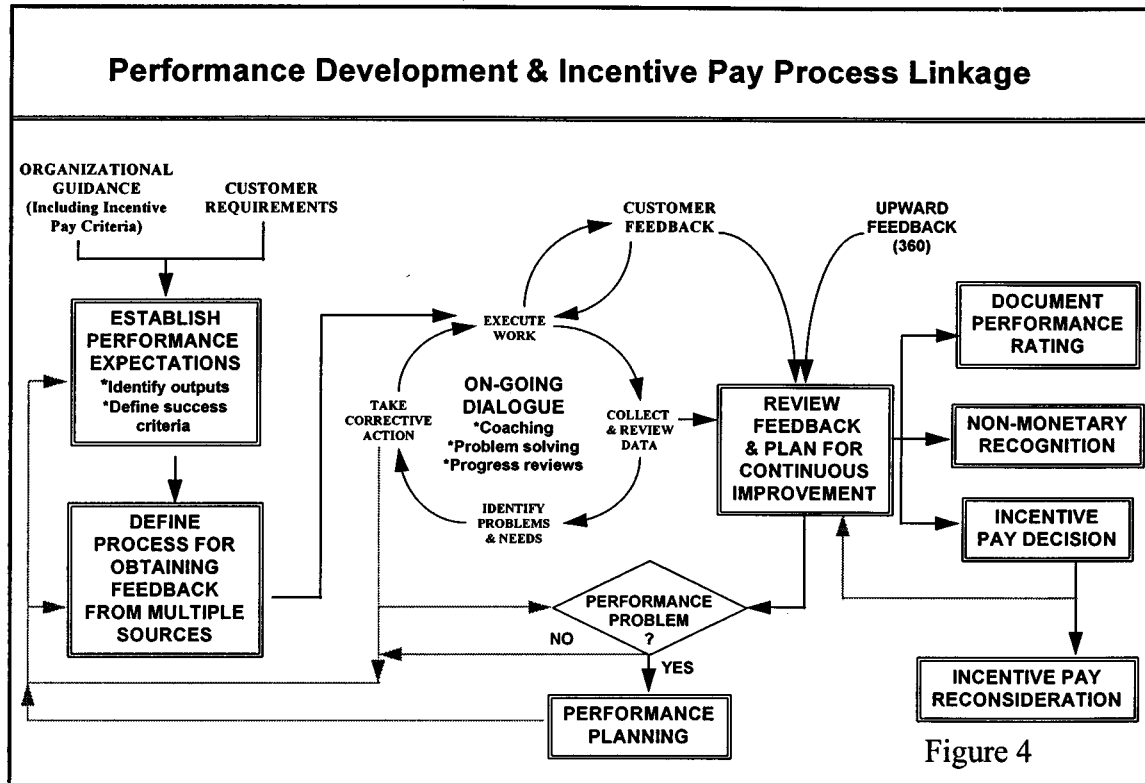 Performance Development & Incentive Pay Process Linkage
ORGANIZATIONAL
GUIDANCE
(Including Incentive
Pay Criteria)
CUSTOMER
REQUIREMENTS
ESTABLISH
PERFORMANCE
EXPECTATIONS
*Identify outputs
*Define success
criteria
DEFINE
PROCESS FOR
OBTAINING
FEEDBACK
FROM MULTIPLE
SOURCES
CUSTOMER
FEEDBACK
EXECUTE
WORK
TAKE
CORRECTIVE
ACTION
ON-GOING
DIALOGUE
*Coaching
*Problem solving
*Progress reviews
COLLECT
& REVIEW
DATA
IDENTIFY
PROBLEMS
& NEEDS
UPWARD
FEEDBACK
(360)
REVIEW
FEEDBACK
& PLAN FOR
CONTINUOUS
IMPROVEMENT
DOCUMENT
PERFORMANCE
RATING
NON-MONETARY
RECOGNITION
INCENTIVE
PAY DECISION
PERFORMANCE
PROBLEM
?
NO
YES
PERFORMANCE
PLANNING
INCENTIVE PAY
RECONSIDERATION
Figure 4